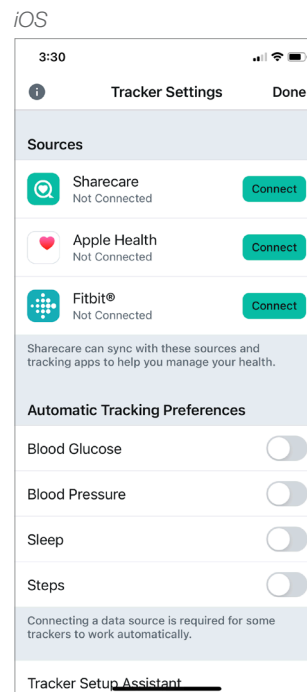 iOS
3:30
Tracker Settings
Done
Sources
Sharecare
Not Connected
Connect
Apple Health
Not Connected
Connect
Fitbit®
Not Connected
Connect
Sharecare can sync with these sources and
tracking apps to help you manage your health.
Automatic Tracking Preferences
Blood Glucose
Blood Pressure
Sleep
Steps
Connecting a data source is required for some
trackers to work automatically.
Tracker Setup Assistant